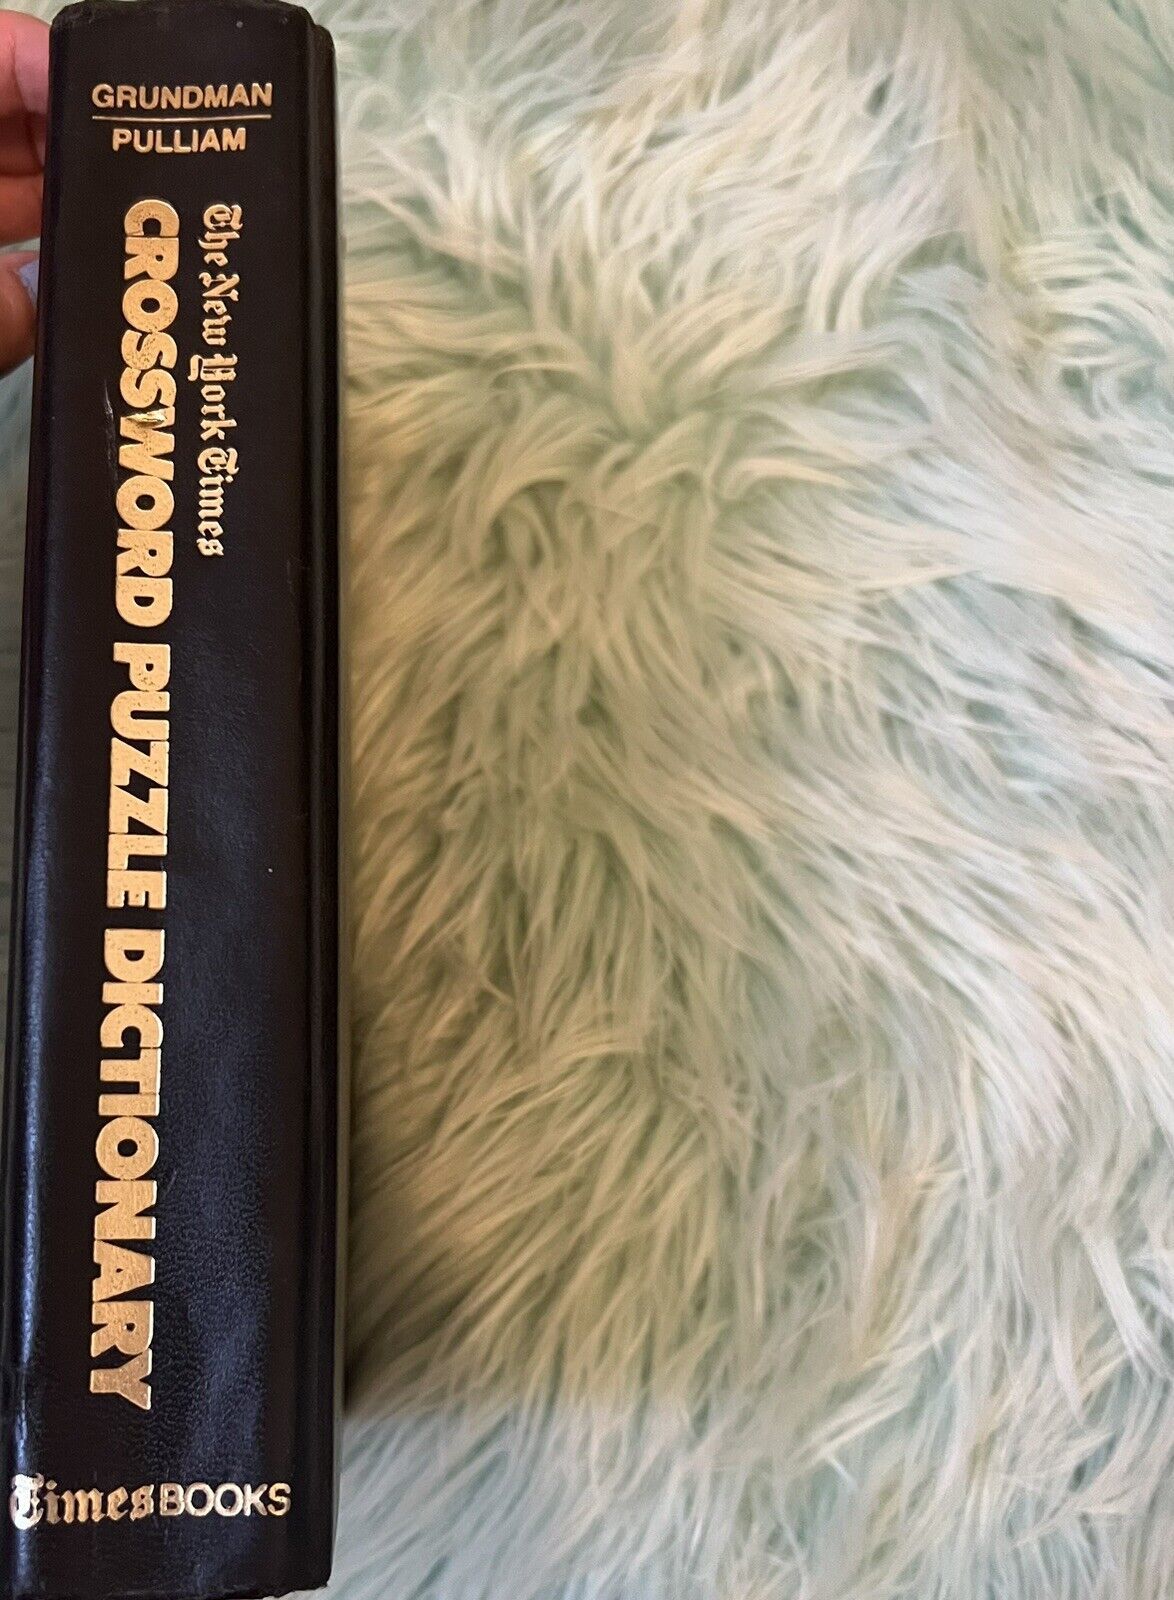 GRUNDMAN
PULLIAM
The New York Times
CROSSWORD PUZZLE DICTIONARY
Times BOOKS